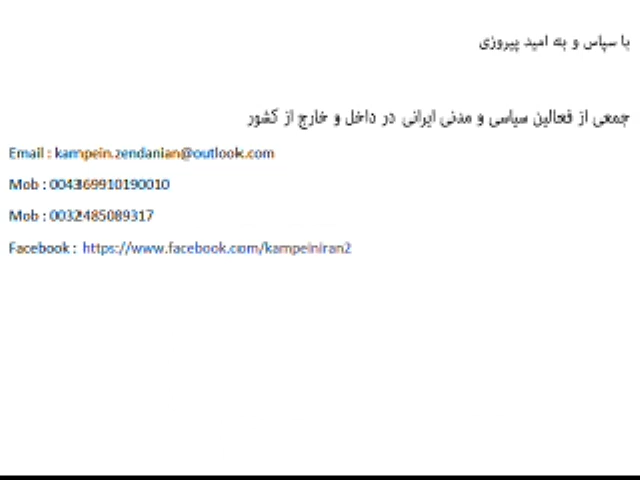 با سپاس و به امید پیروزی
جمعی از فعالین سیاسی و مدنی ایرانی در داخل و خارج از کشور
Email : kampein.zendanian@outlook.com
Mob : 004369910190010
Mob : 0032485089317
Facebook : https://www.facebook.com/kampeiniran2